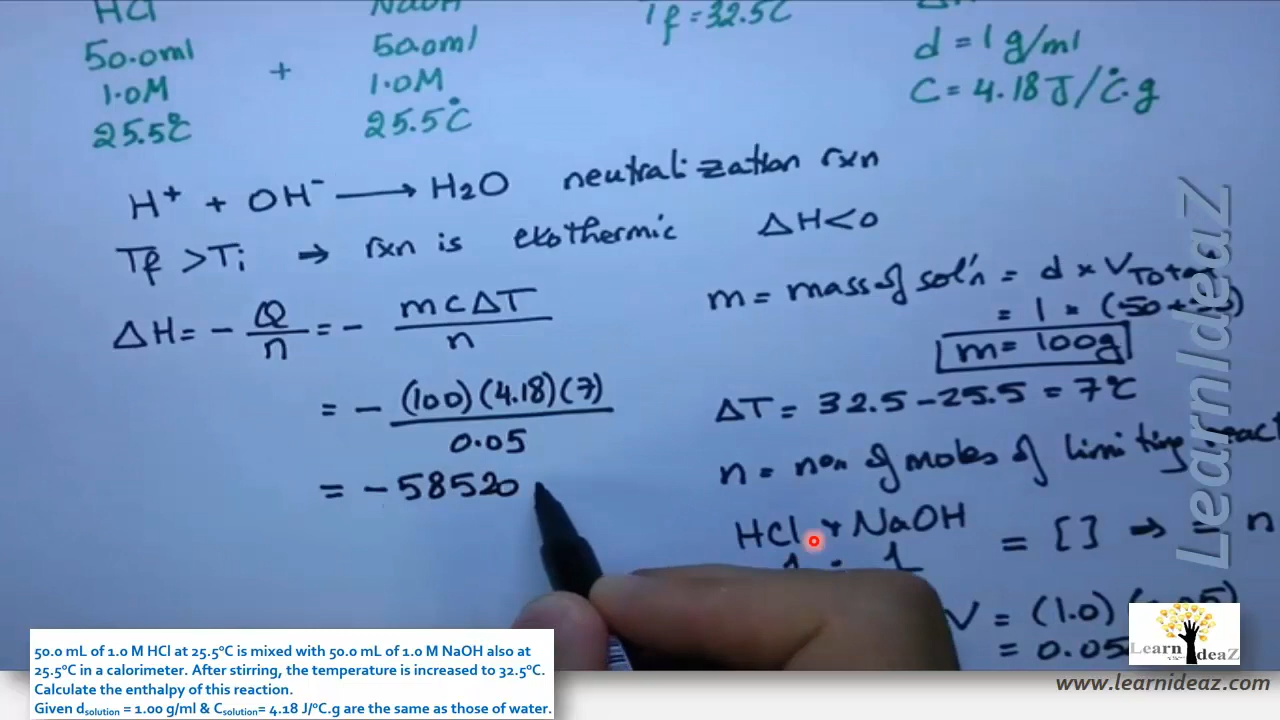 HCl
NaOH
Tf = 32.5C
50.0ml
50.0ml
d = 1 g/ml
+
1.0M
1.0M
C = 4.18 J/°C.g
25.5°C
25.5°C
H⁺ + OH⁻ → H2O neutralization rxn
Tf > Ti → rxn is exothermic ΔH<0
ΔH = - Q/n = - mcΔT/n
= - (100)(4.18)(7)/0.05
= - 58520
m = mass of sol'n = d × VTotal
= 1 × (50+
m = 100g
ΔT = 32.5 - 25.5 = 7°C
n = of moles of limiting
HCl + NaOH = [ ] ⇒ = n
1 : 1
V = (1.0)
= 0.05
LearnIdeaZ
Learn IdeaZ
www.learnideaz.com
50.0 mL of 1.0 M HCl at 25.5°C is mixed with 50.0 mL of 1.0 M NaOH also at
25.5°C in a calorimeter. After stirring, the temperature is increased to 32.5°C.
Calculate the enthalpy of this reaction.
Given dsolution = 1.00 g/ml & Csolution= 4.18 J/°C.g are the same as those of water.